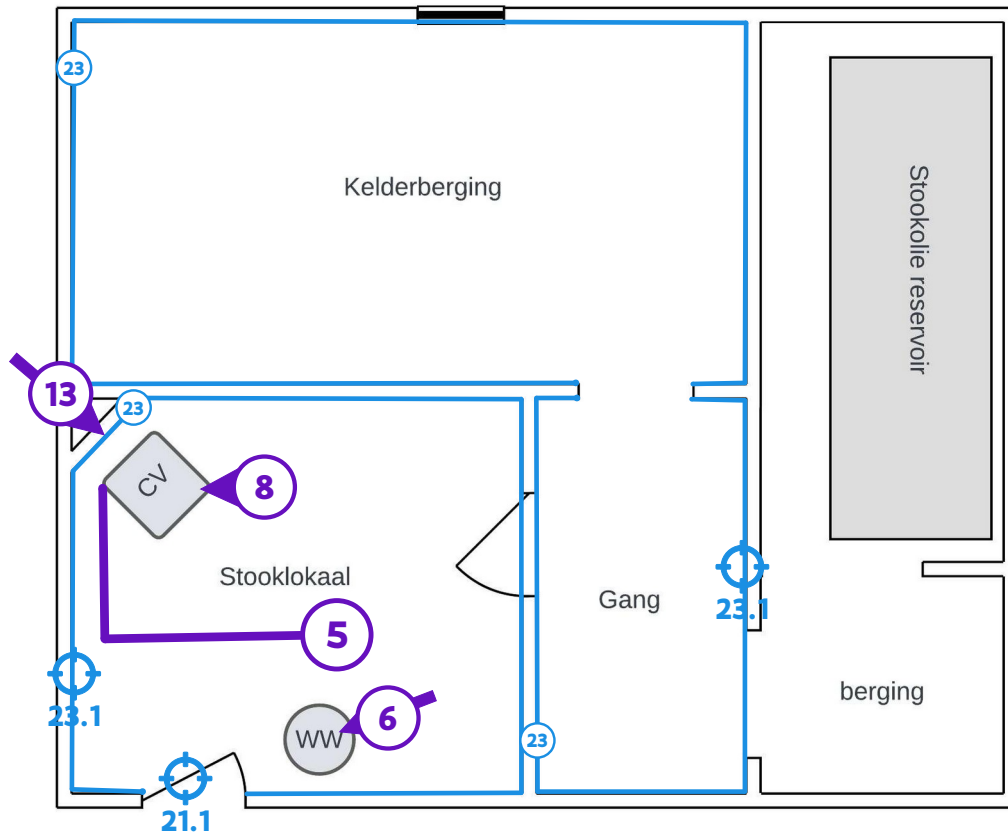 23
Kelderberging
Stookolie reservoir
13
23
CV
8
Stooklokaal
Gang
23.1
5
23.1
berging
6
WW
23
21.1